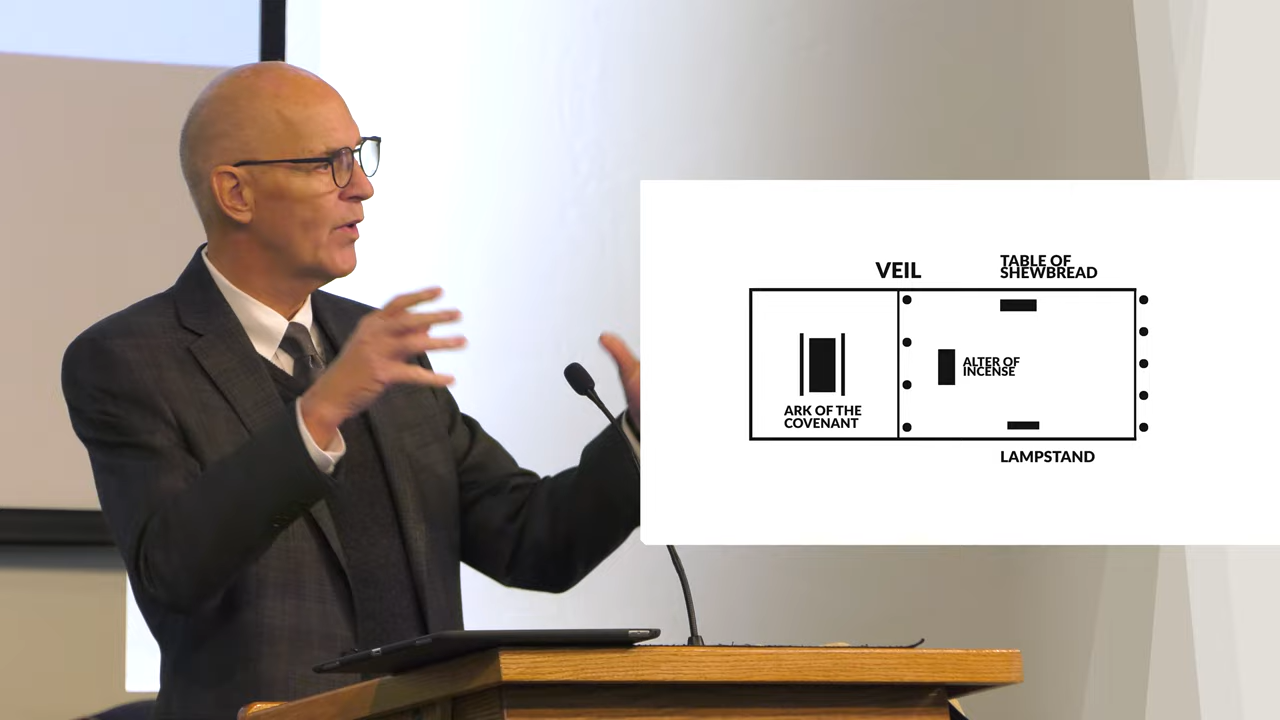 VEIL
TABLE OF
SHEWBREAD
ALTER OF
INCENSE
ARK OF THE
COVENANT
LAMPSTAND